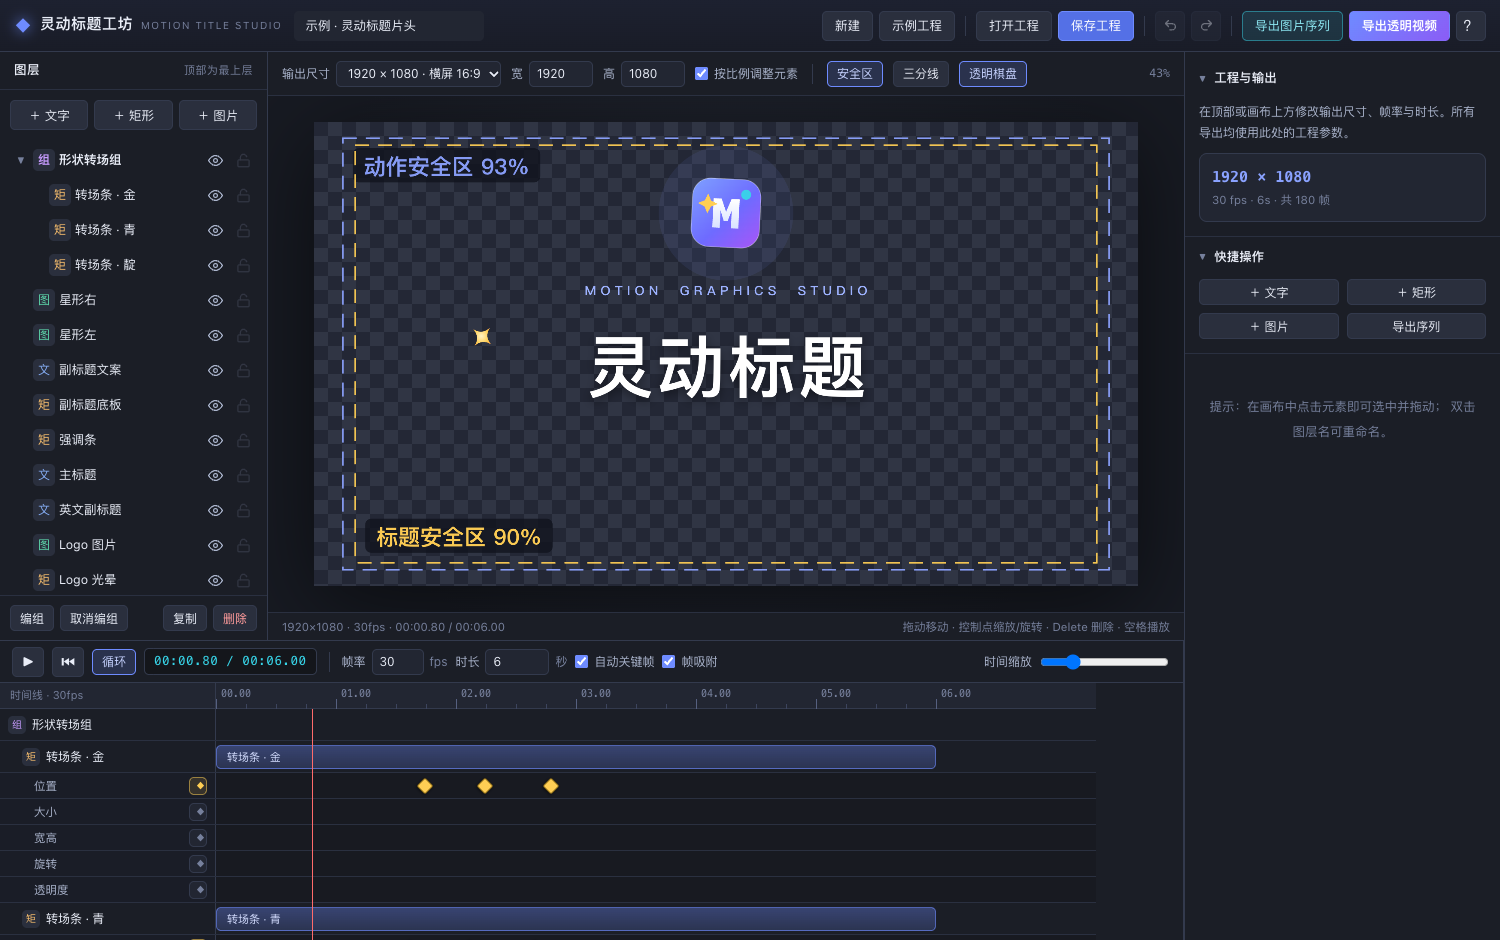 灵动标题工坊 MOTION TITLE STUDIO 示例 · 灵动标题片头 新建 示例工程 打开工程 保存工程 导出图片序列 导出透明视频 ?
图层 顶部为最上层
+ 文字 + 矩形 + 图片
组 形状转场组
矩 转场条 · 金
矩 转场条 · 青
矩 转场条 · 靛
图 星形右
图 星形左
文 副标题文案
矩 副标题底板
矩 强调条
文 主标题
文 英文副标题
图 Logo 图片
矩 Logo 光晕
编组 取消编组 复制 删除
输出尺寸 1920 × 1080 · 横屏 16:9 宽 1920 高 1080 按比例调整元素 安全区 三分线 透明棋盘 43%
动作安全区 93%
M
MOTION GRAPHICS STUDIO
灵动标题
标题安全区 90%
1920×1080 · 30fps · 00:00.80 / 00:06.00 拖动移动 · 控制点缩放/旋转 · Delete 删除 · 空格播放
工程与输出
在顶部或画布上方修改输出尺寸、帧率与时长。所有
导出均使用此处的工程参数。
1920 × 1080
30 fps · 6s · 共 180 帧
快捷操作
+ 文字 + 矩形
+ 图片 导出序列
提示：在画布中点击元素即可选中并拖动； 双击
图层名可重命名。
循环 00:00.80 / 00:06.00 帧率 30 fps 时长 6 秒 自动关键帧 帧吸附 时间缩放
时间线 · 30fps 00.00 01.00 02.00 03.00 04.00 05.00 06.00
组 形状转场组
矩 转场条 · 金 转场条 · 金
位置
大小
宽高
旋转
透明度
矩 转场条 · 青 转场条 · 青